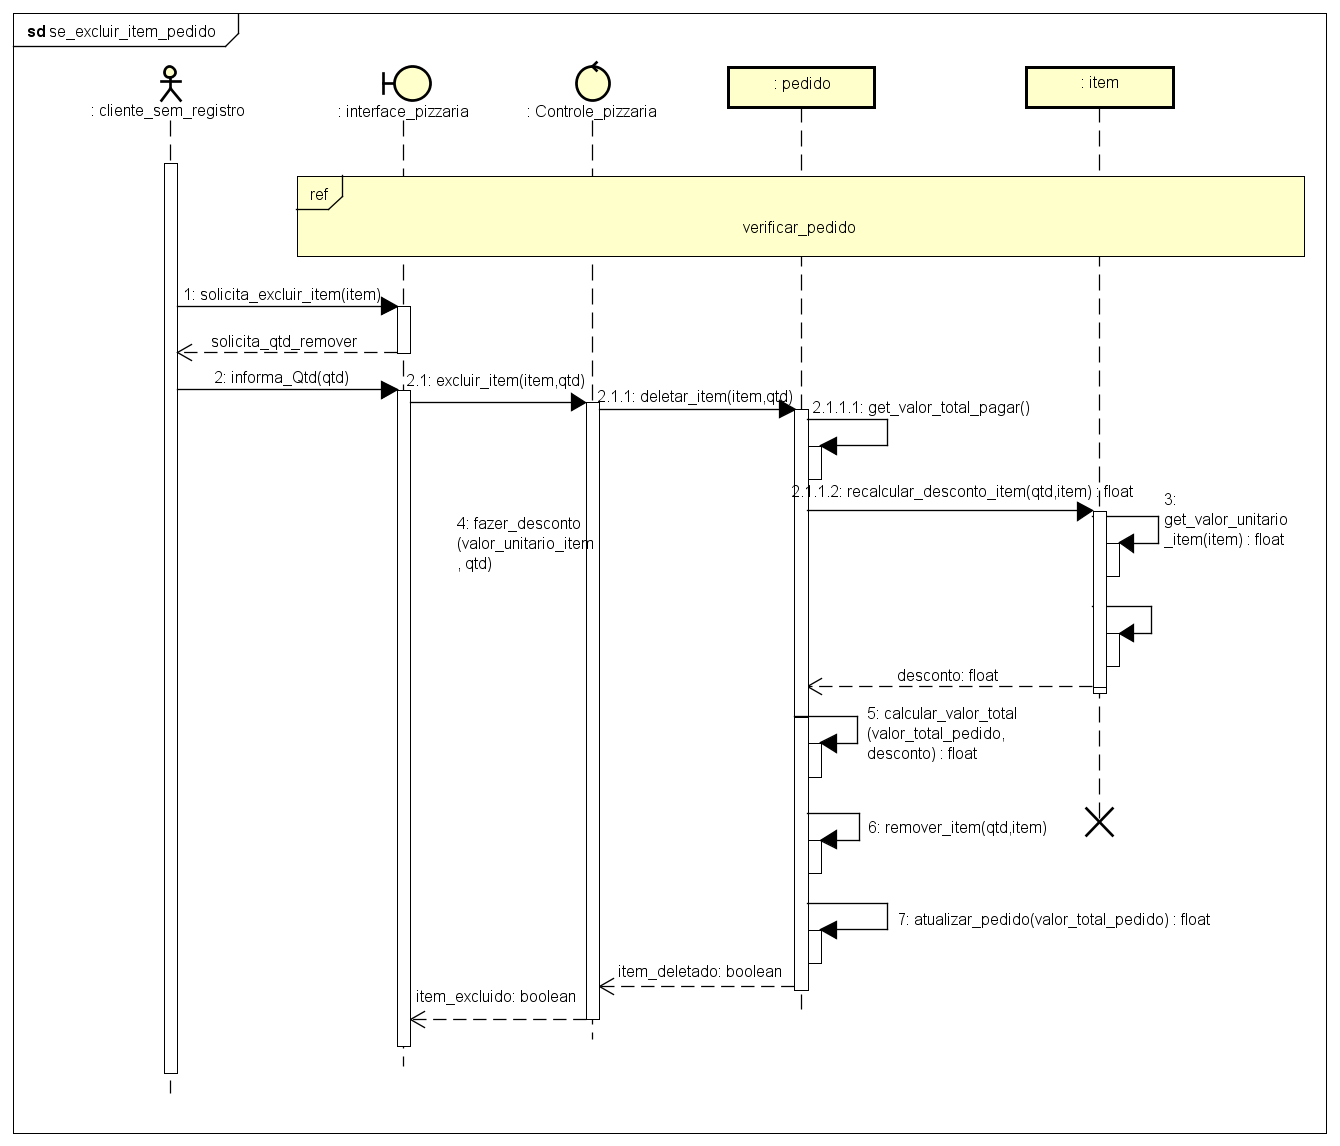 sd se_excluir_item_pedido
: cliente_sem_registro
: interface_pizzaria
: Controle_pizzaria
: pedido
: item
ref
verificar_pedido
1: solicita_excluir_item(item)
solicita_qtd_remover
2: informa_Qtd(qtd)
2.1: excluir_item(item,qtd)
2.1.1: deletar_item(item,qtd)
2.1.1.1: get_valor_total_pagar()
2.1.1.2: recalcular_desconto_item(qtd,item) : float
3:
get_valor_unitario
_item(item) : float
4: fazer_desconto
(valor_unitario_item
, qtd)
desconto: float
5: calcular_valor_total
(valor_total_pedido,
desconto) : float
6: remover_item(qtd,item)
7: atualizar_pedido(valor_total_pedido) : float
item_deletado: boolean
item_excluido: boolean